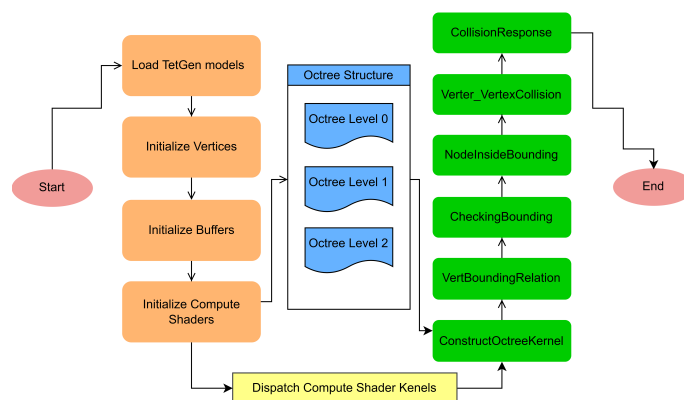 Start
Load TetGen models
Initialize Vertices
Initialize Buffers
Initialize Compute
Shaders
Octree Structure
Octree Level 0
Octree Level 1
Octree Level 2
Dispatch Compute Shader Kenels
ConstructOctreeKernel
VertBoundingRelation
CheckingBounding
NodeInsideBounding
Verter_VertexCollision
CollisionResponse
End